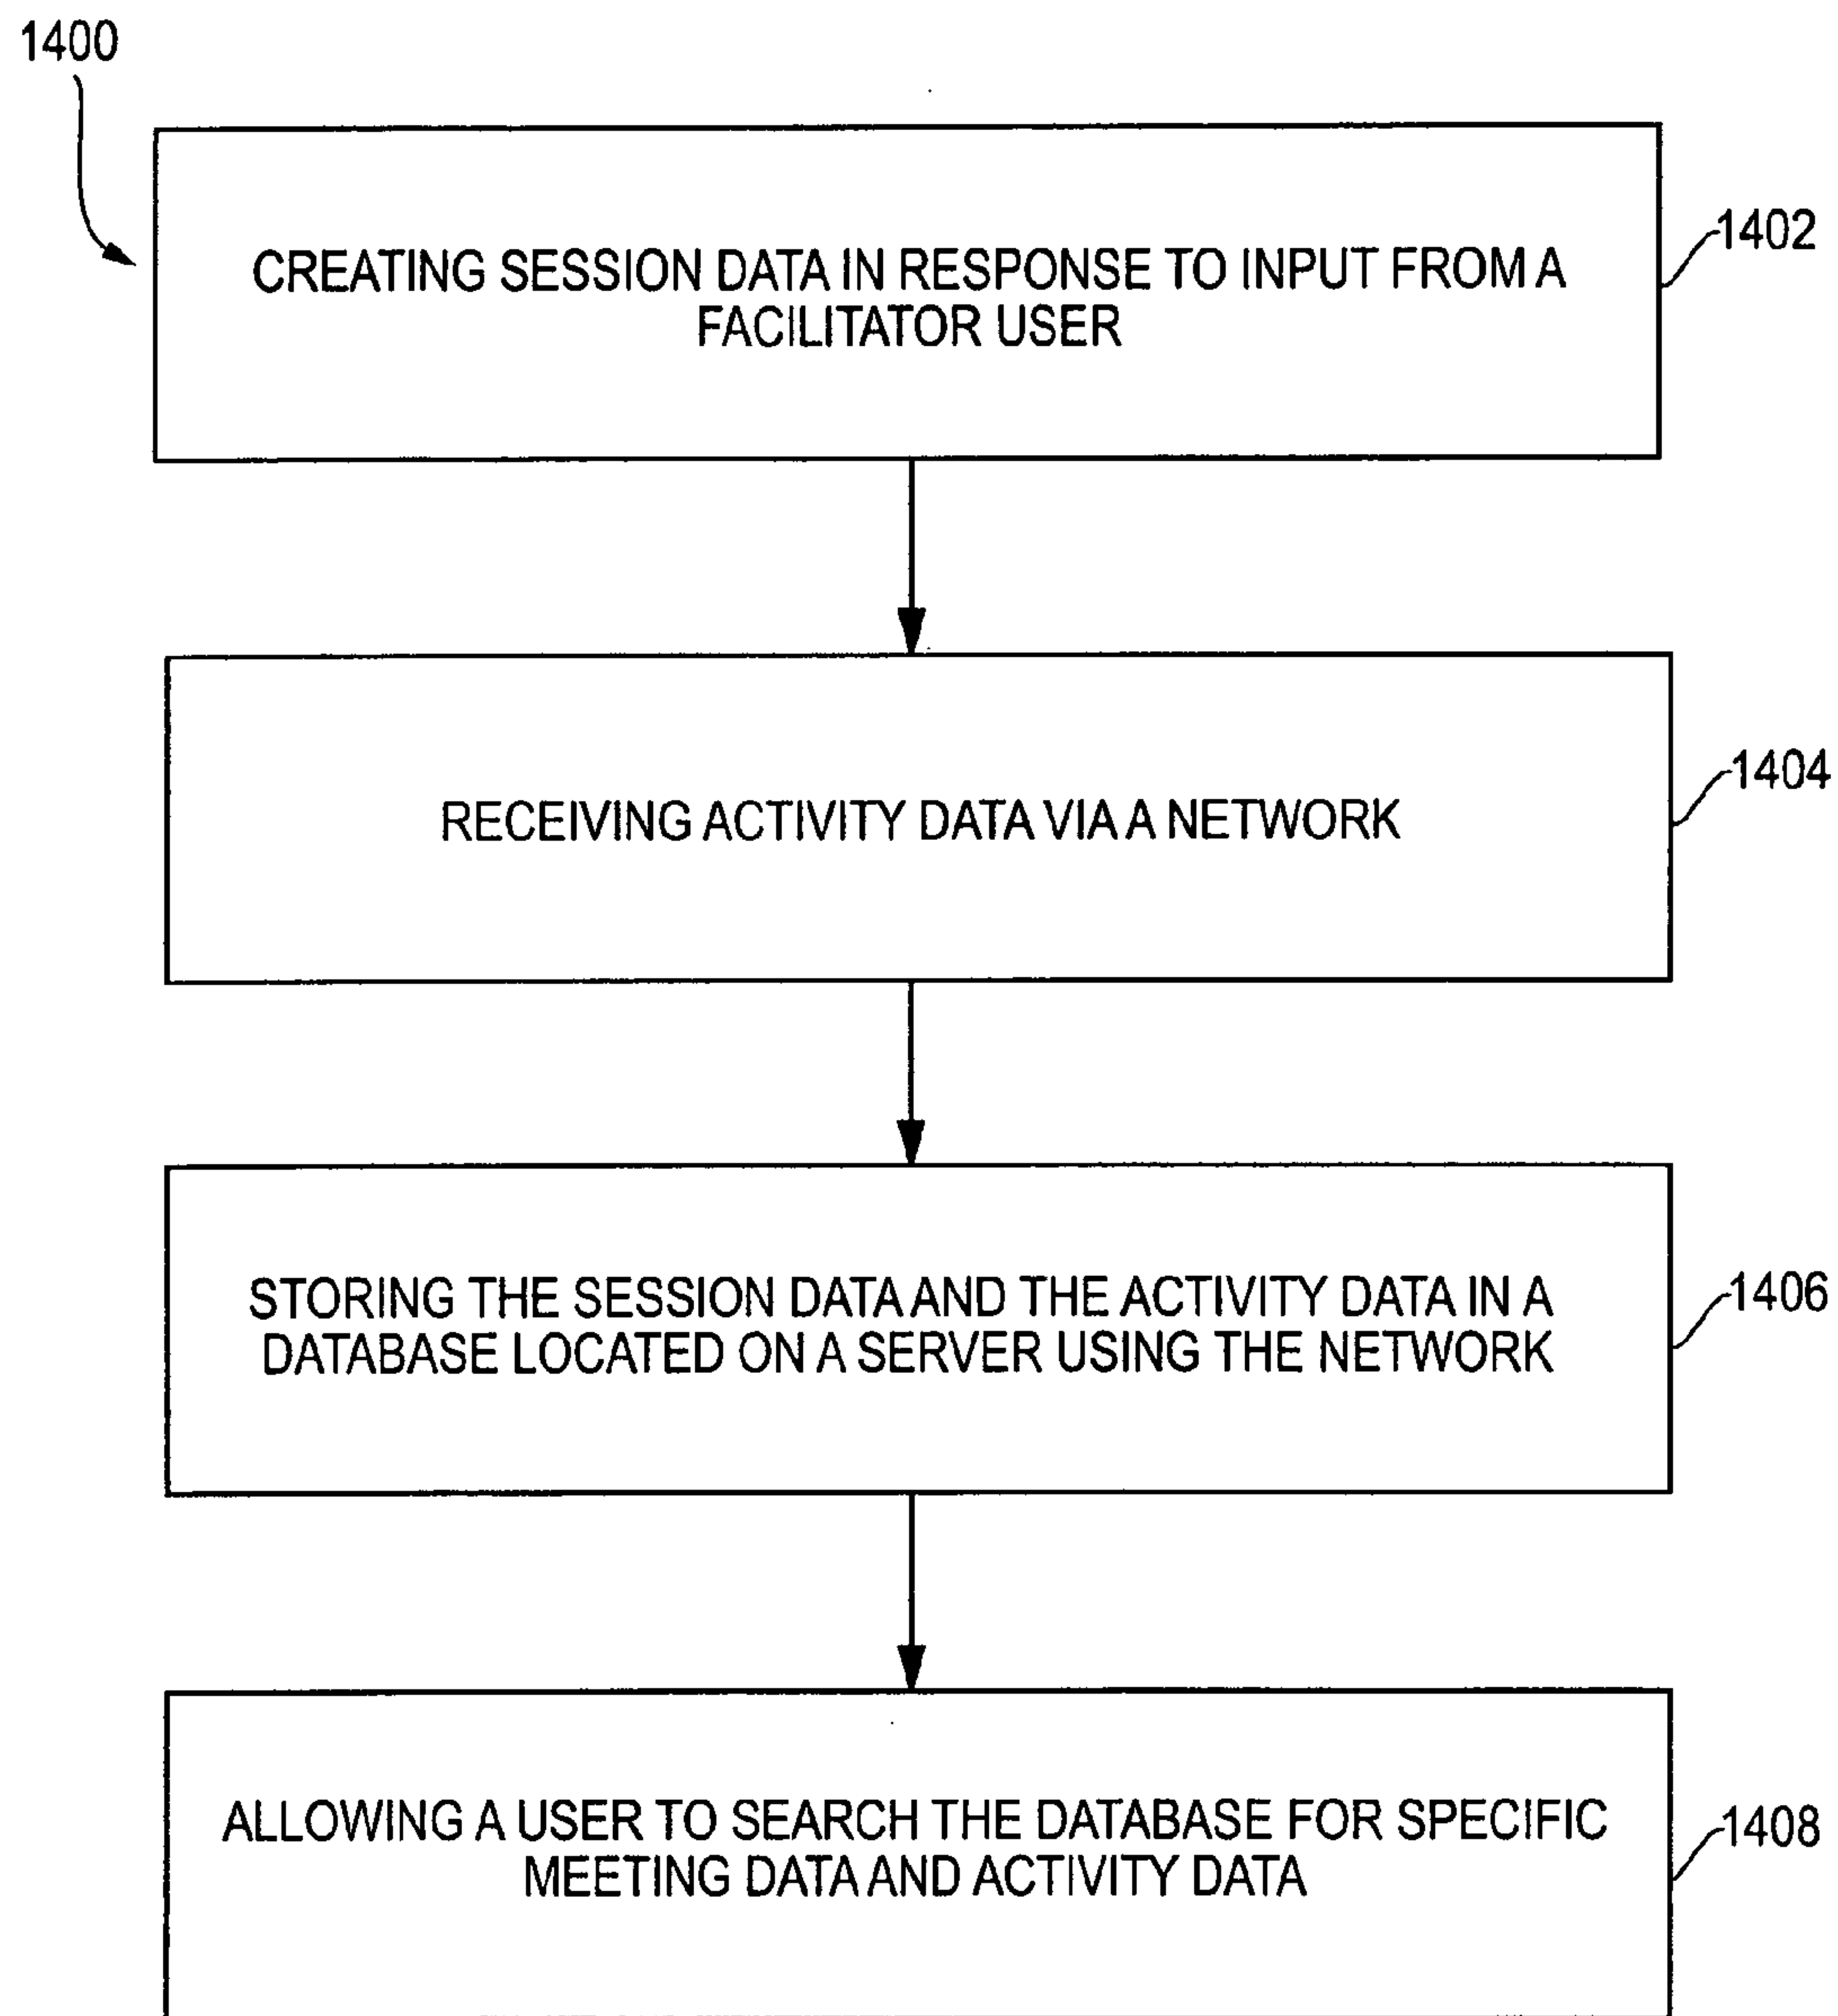 1400
CREATING SESSION DATA IN RESPONSE TO INPUT FROM A
FACILITATOR USER
1402
RECEIVING ACTIVITY DATA VIA A NETWORK
1404
STORING THE SESSION DATA AND THE ACTIVITY DATA IN A
DATABASE LOCATED ON A SERVER USING THE NETWORK
1406
ALLOWING A USER TO SEARCH THE DATABASE FOR SPECIFIC
MEETING DATA AND ACTIVITY DATA
1408